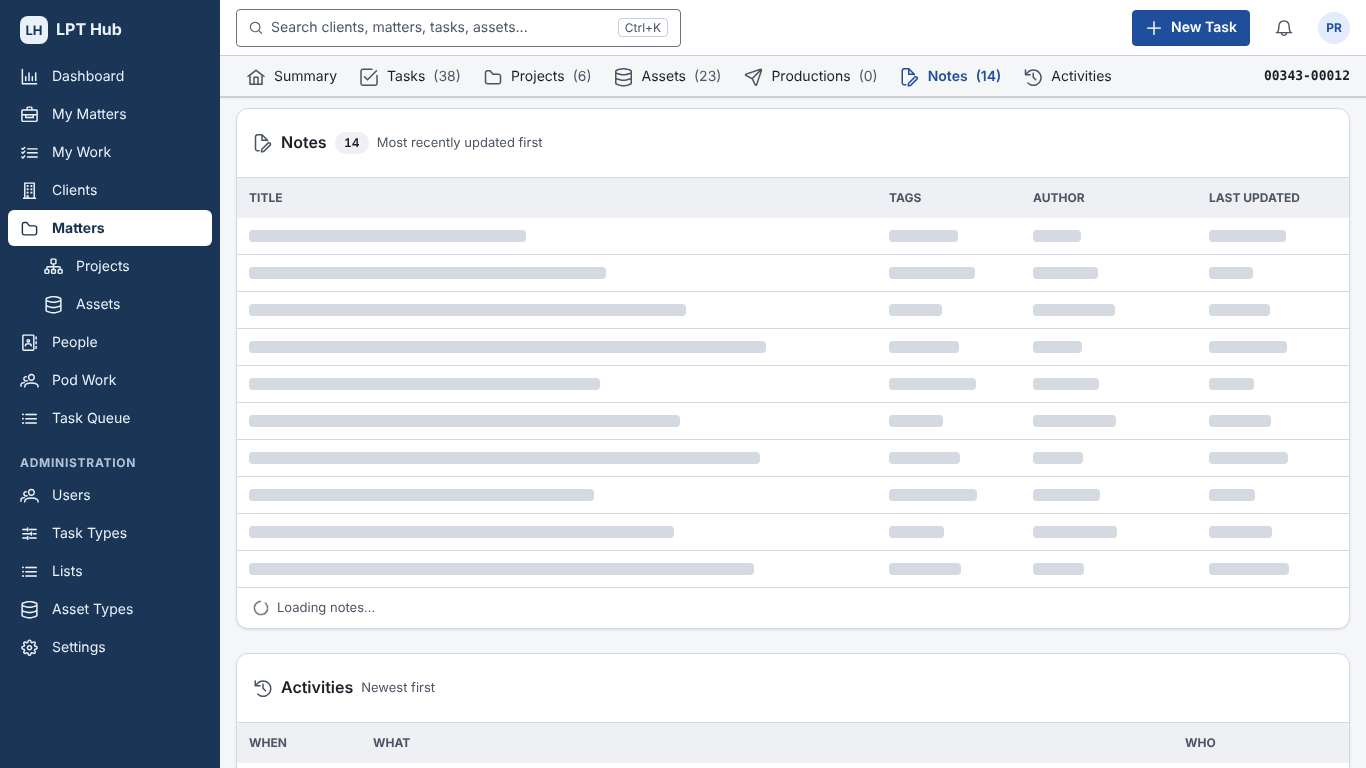 LH LPT Hub
Search clients, matters, tasks, assets... Ctrl+K
New Task
PR
Dashboard
My Matters
My Work
Clients
Matters
Projects
Assets
People
Pod Work
Task Queue
ADMINISTRATION
Users
Task Types
Lists
Asset Types
Settings
Summary Tasks (38) Projects (6) Assets (23) Productions (0) Notes (14) Activities 00343-00012
Notes 14 Most recently updated first
TITLE TAGS AUTHOR LAST UPDATED
Loading notes...
Activities Newest first
WHEN WHAT WHO